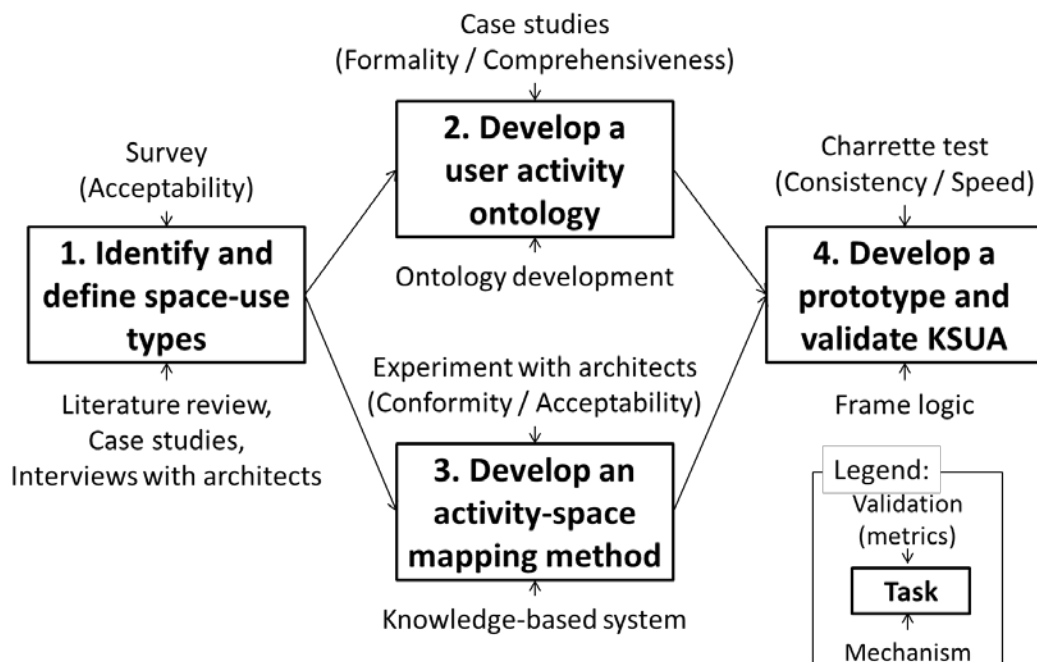 Case studies
(Formality / Comprehensiveness)
2. Develop a
user activity
ontology
Ontology development
Survey
(Acceptability)
1. Identify and
define space-use
types
Literature review,
Case studies,
Interviews with architects
Experiment with architects
(Conformity / Acceptability)
3. Develop an
activity-space
mapping method
Knowledge-based system
Charrette test
(Consistency / Speed)
4. Develop a
prototype and
validate KSUA
Frame logic
Legend:
Validation
(metrics)
Task
Mechanism